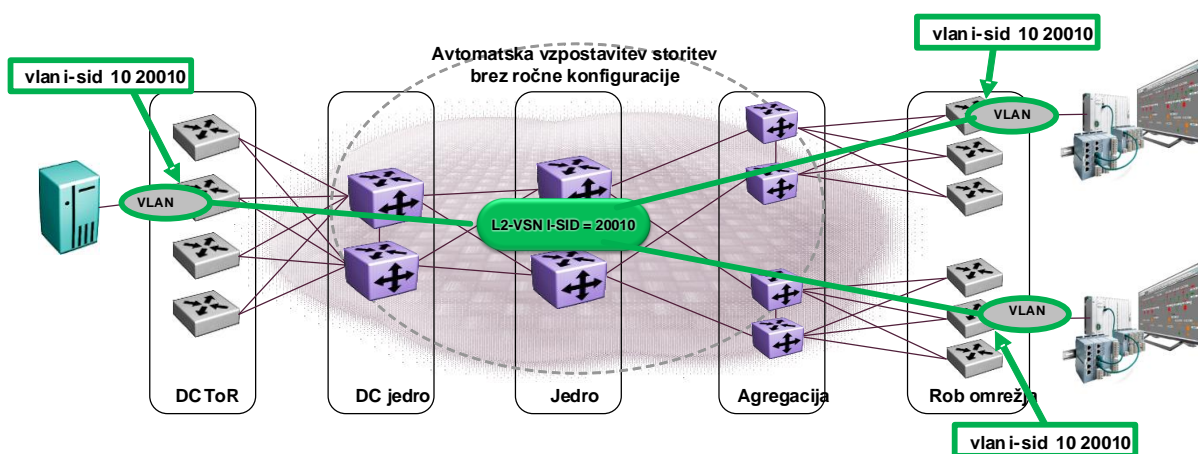 vlan i-sid 10 20010
Avtomatska vzpostavitev storitev
brez ročne konfiguracije
vlan i-sid 10 20010
VLAN
VLAN
L2-VSN I-SID = 20010
VLAN
DC ToR
DC jedro
Jedro
Agregacija
Rob omrežja
vlan i-sid 10 20010